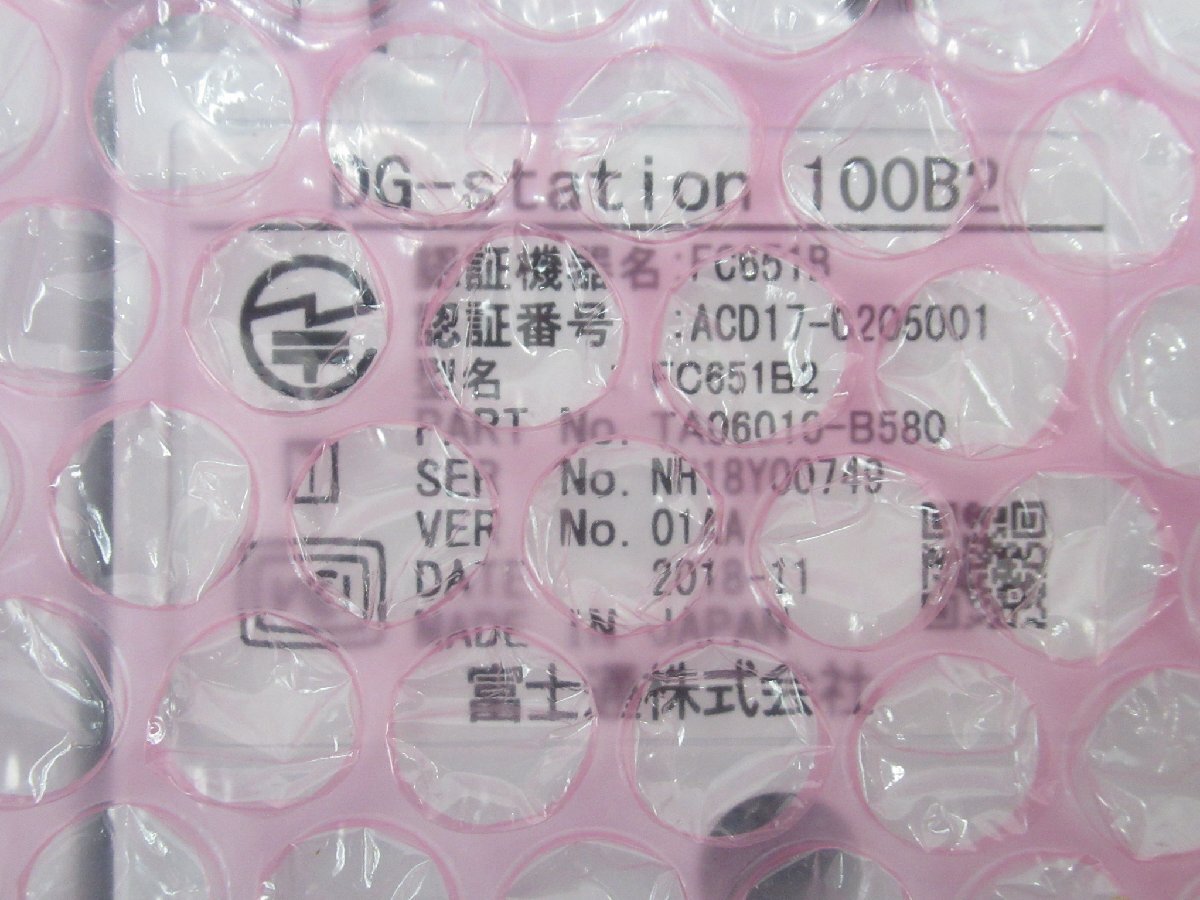 DG-station 100B2
認証機器名 :FC651B
認証番号 :ACD17-0205001
型名 : FC651B2
PART No. TA06010-B580
SER No. NH18Y00749
VER No. 01AA
DATE 2018-11
MADE IN JAPAN
富士通株式会社